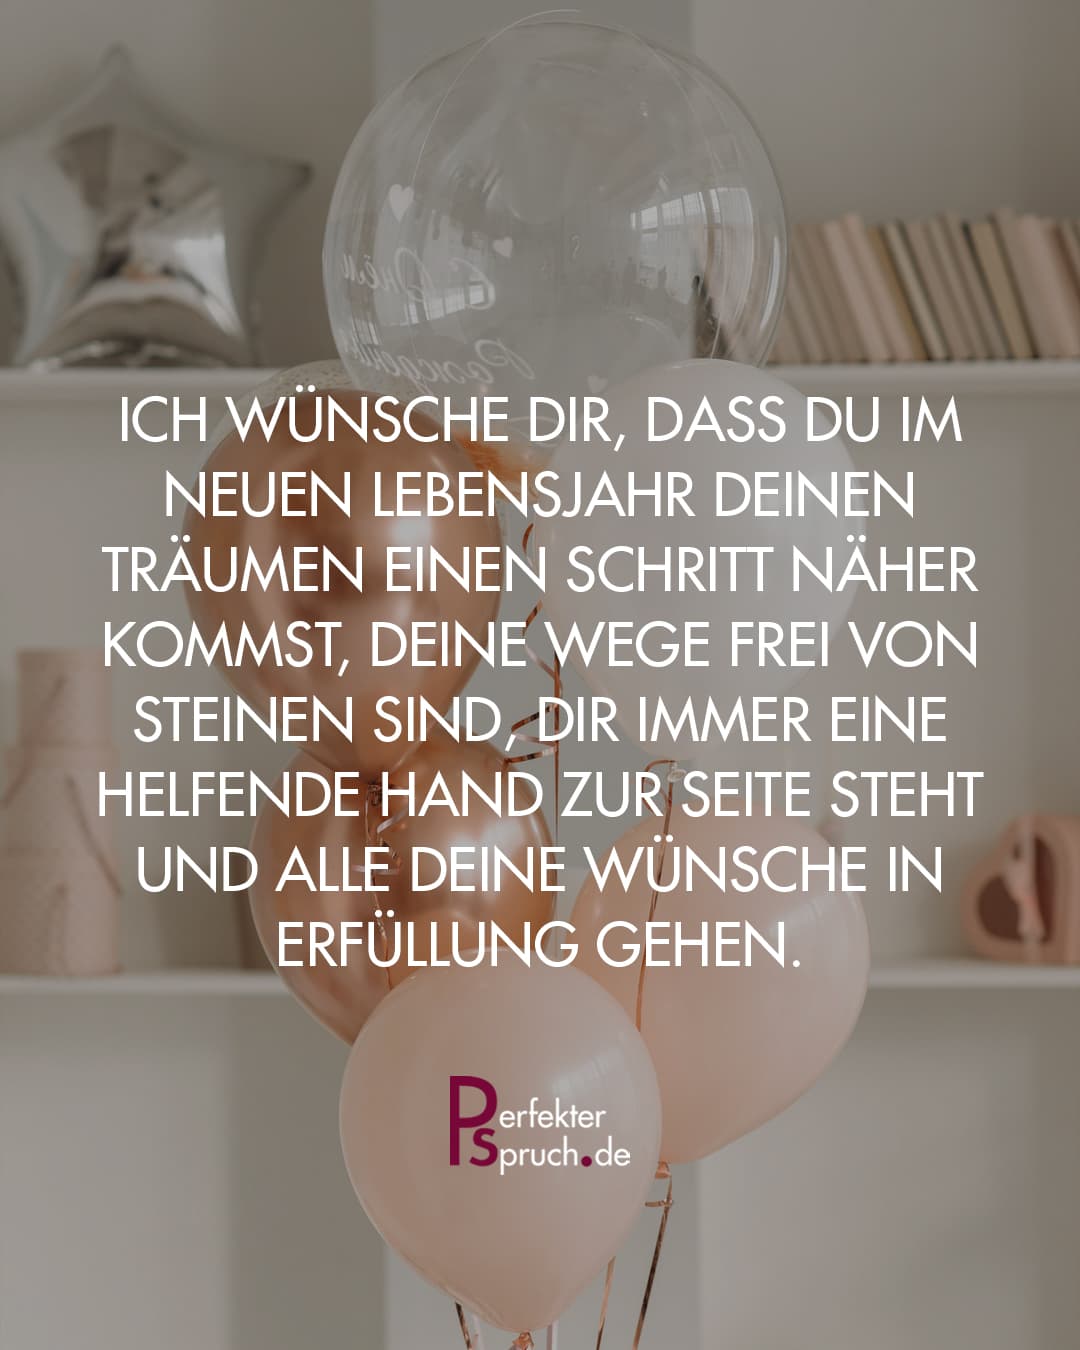 ICH WÜNSCHE DIR, DASS DU IM
NEUEN LEBENSJAHR DEINEN
TRÄUMEN EINEN SCHRITT NÄHER
KOMMST, DEINE WEGE FREI VON
STEINEN SIND, DIR IMMER EINE
HELFENDE HAND ZUR SEITE STEHT
UND ALLE DEINE WÜNSCHE IN
ERFÜLLUNG GEHEN.
Perfekter
spruch.de